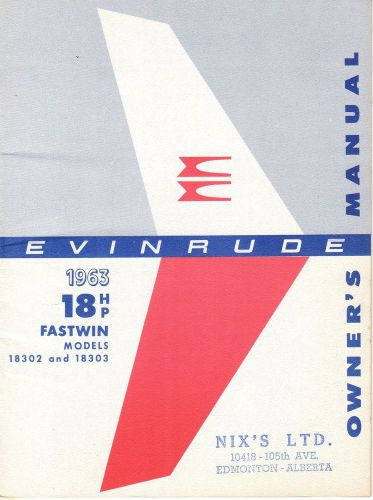 EVINRUDE
1963
18 HP
FASTWIN
MODELS
18302 and 18303
OWNER'S MANUAL
NIX'S LTD.
10418 - 105th AVE.
EDMONTON - ALBERTA